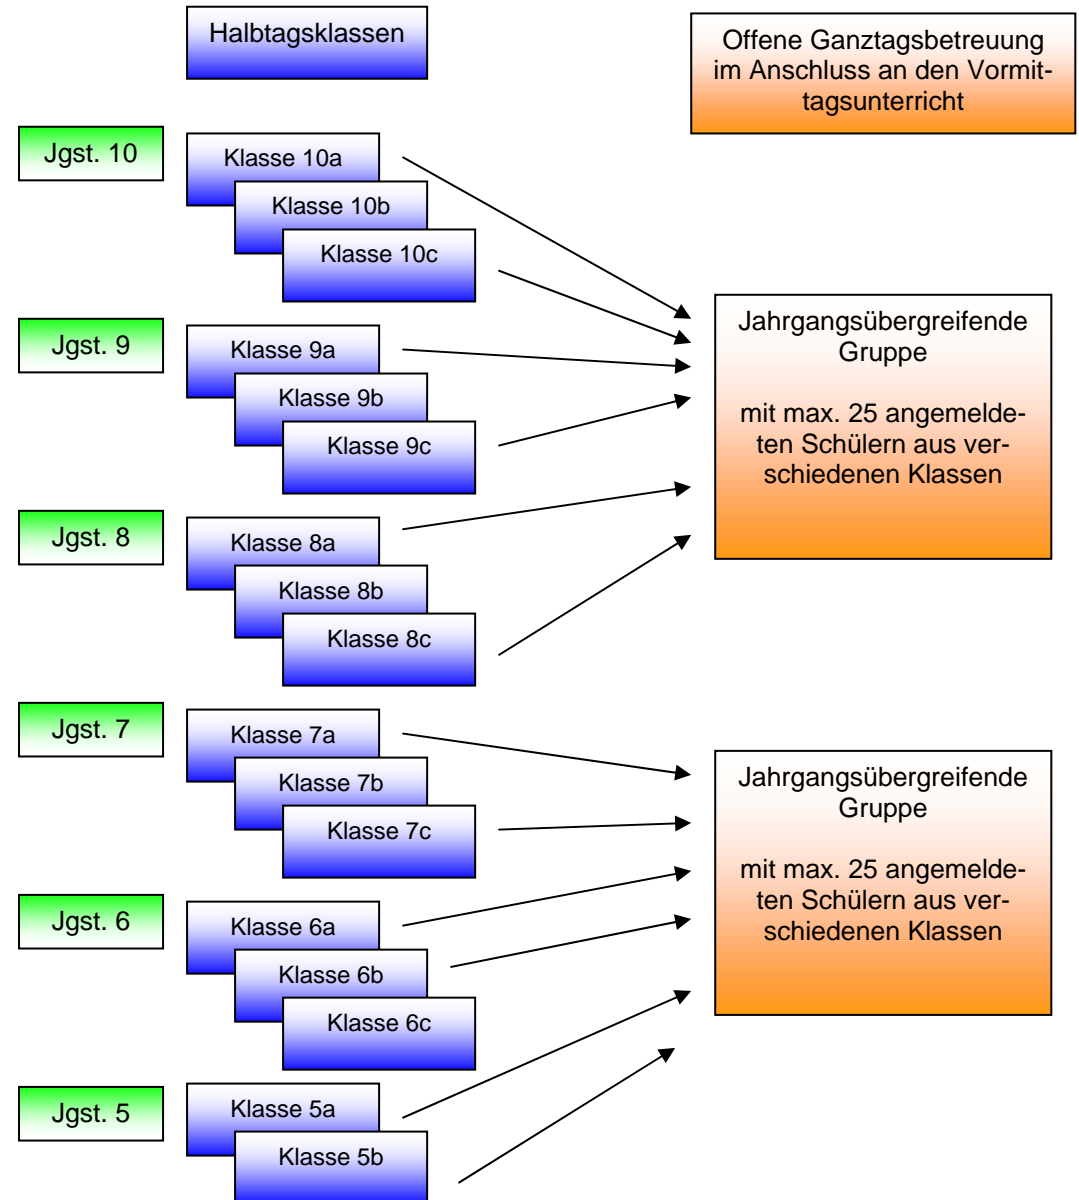 Halbtagsklassen
Offene Ganztagsbetreuung
im Anschluss an den Vormit-
tagsunterricht
Jgst. 10
Klasse 10a
Klasse 10b
Klasse 10c
Jgst. 9
Klasse 9a
Klasse 9b
Klasse 9c
Jahrgangsübergreifende
Gruppe
mit max. 25 angemelde-
ten Schülern aus ver-
schiedenen Klassen
Jgst. 8
Klasse 8a
Klasse 8b
Klasse 8c
Jgst. 7
Klasse 7a
Klasse 7b
Klasse 7c
Jahrgangsübergreifende
Gruppe
mit max. 25 angemelde-
ten Schülern aus ver-
schiedenen Klassen
Jgst. 6
Klasse 6a
Klasse 6b
Klasse 6c
Jgst. 5
Klasse 5a
Klasse 5b